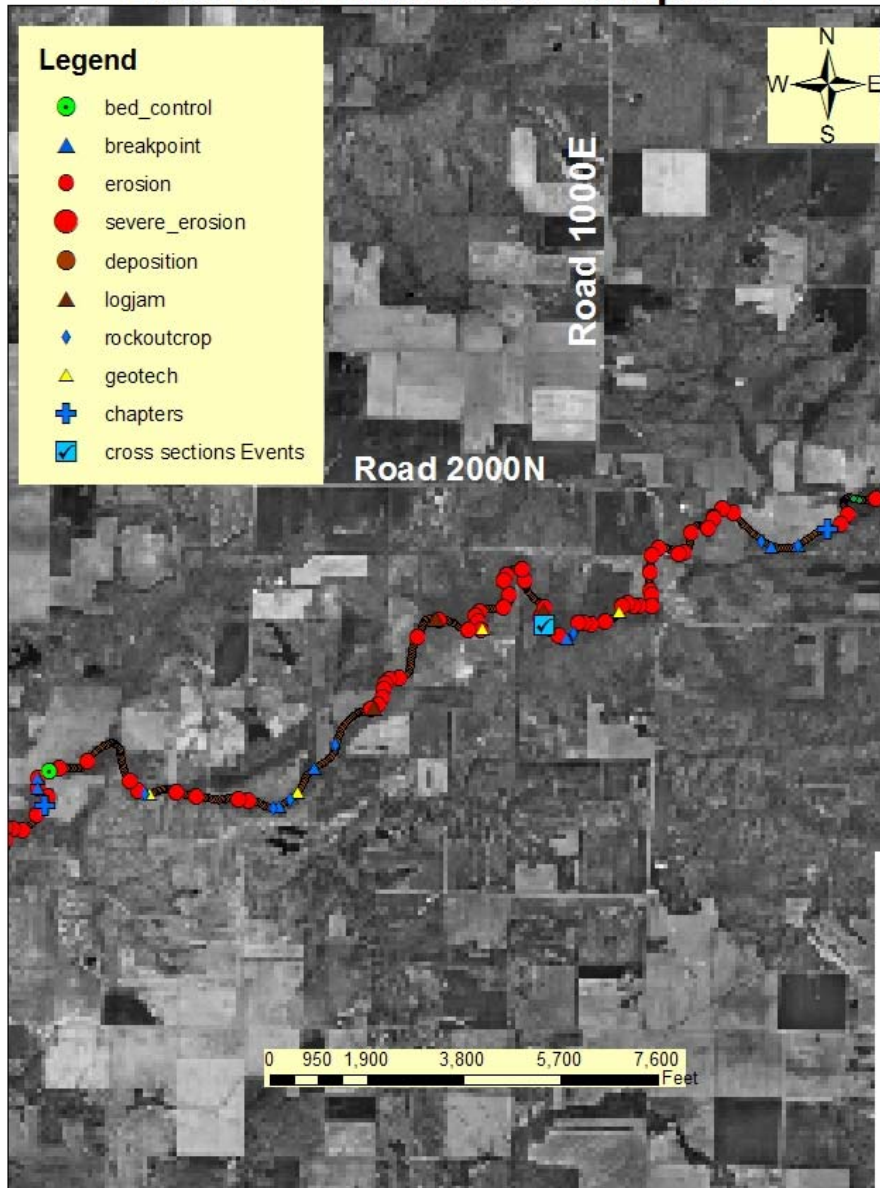 Legend
bed_control
breakpoint
erosion
severe_erosion
deposition
logjam
rockoutcrop
geotech
chapters
cross sections Events
N
W E
S
Road 1000E
Road 2000N
0 950 1,900 3,800 5,700 7,600
Feet